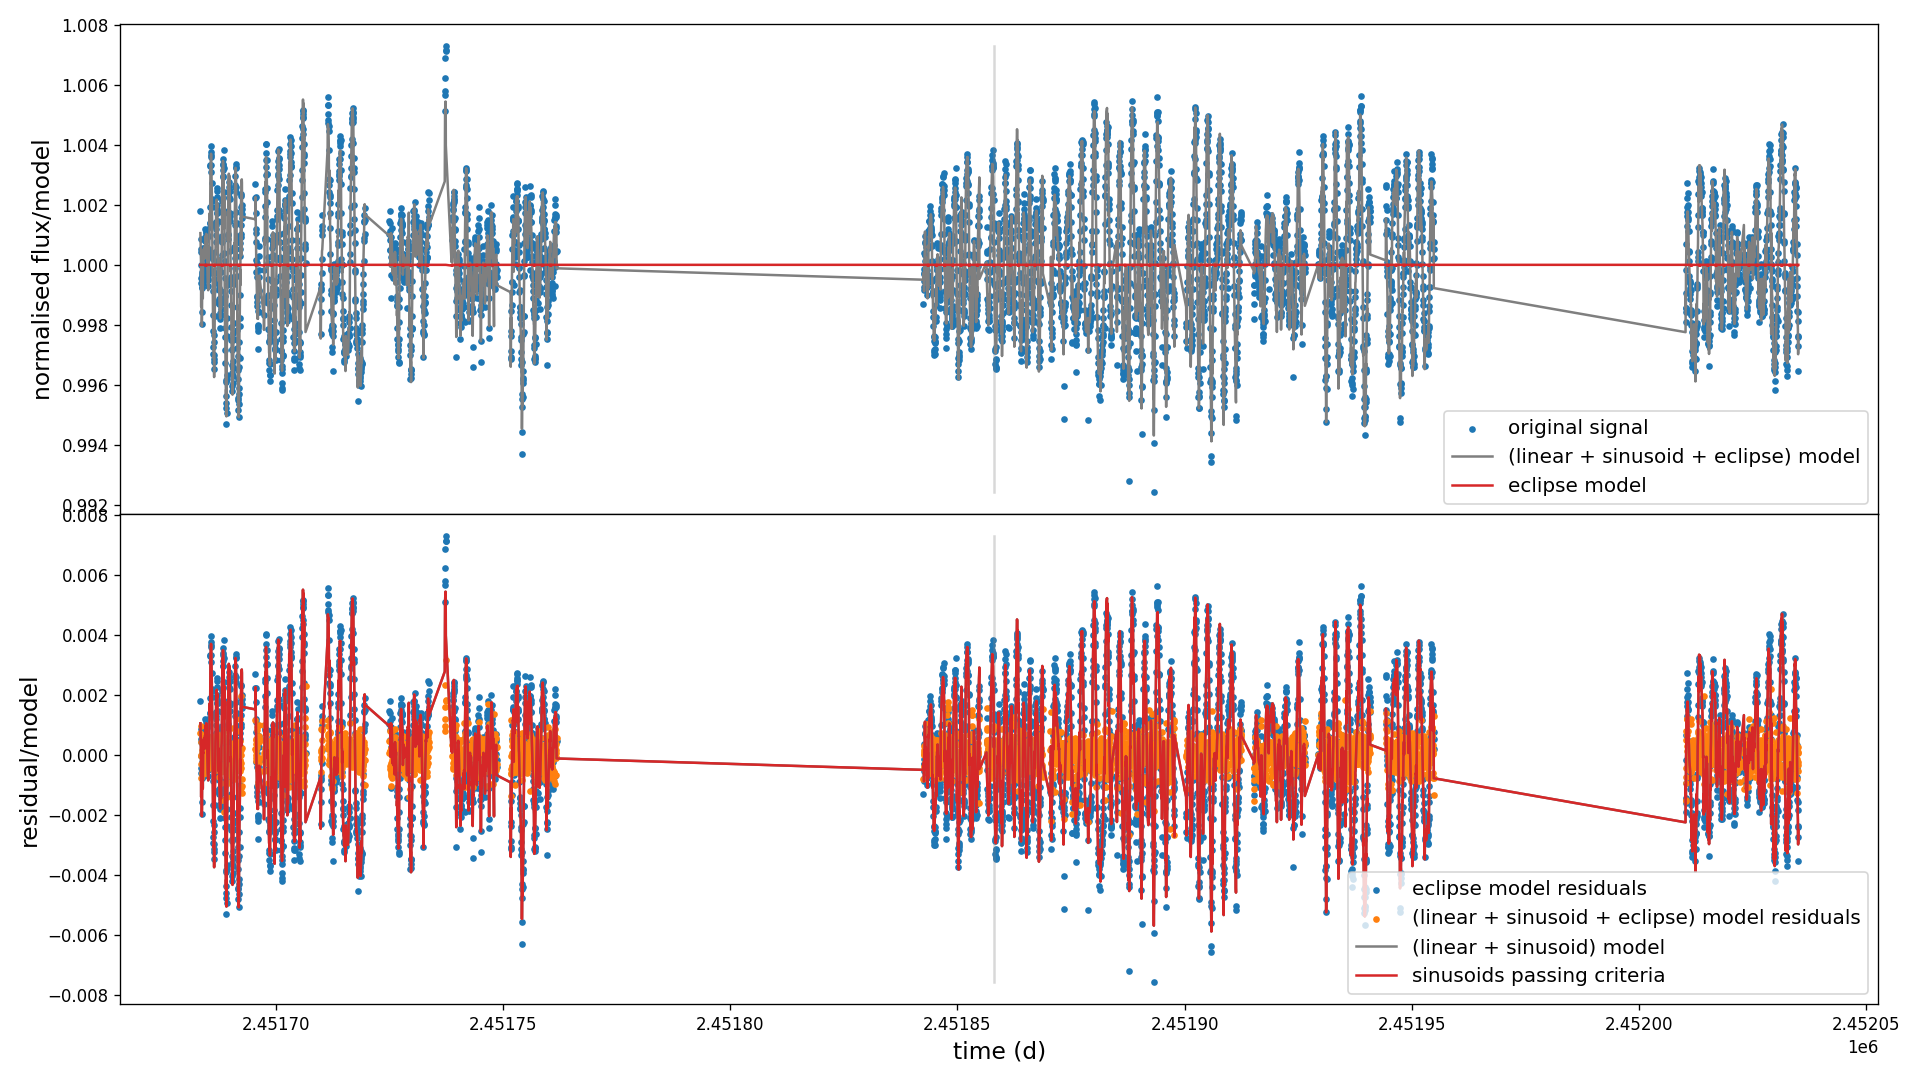 1.008
1.006
1.004
1.002
1.000
0.998
0.996
0.994
0.992
normalised flux/model
original signal
(linear + sinusoid + eclipse) model
eclipse model
0.008
0.006
0.004
0.002
0.000
−0.002
−0.004
−0.006
−0.008
residual/model
eclipse model residuals
(linear + sinusoid + eclipse) model residuals
(linear + sinusoid) model
sinusoids passing criteria
2.45170 2.45175 2.45180 2.45185 2.45190 2.45195 2.45200 2.45205
1e6
time (d)